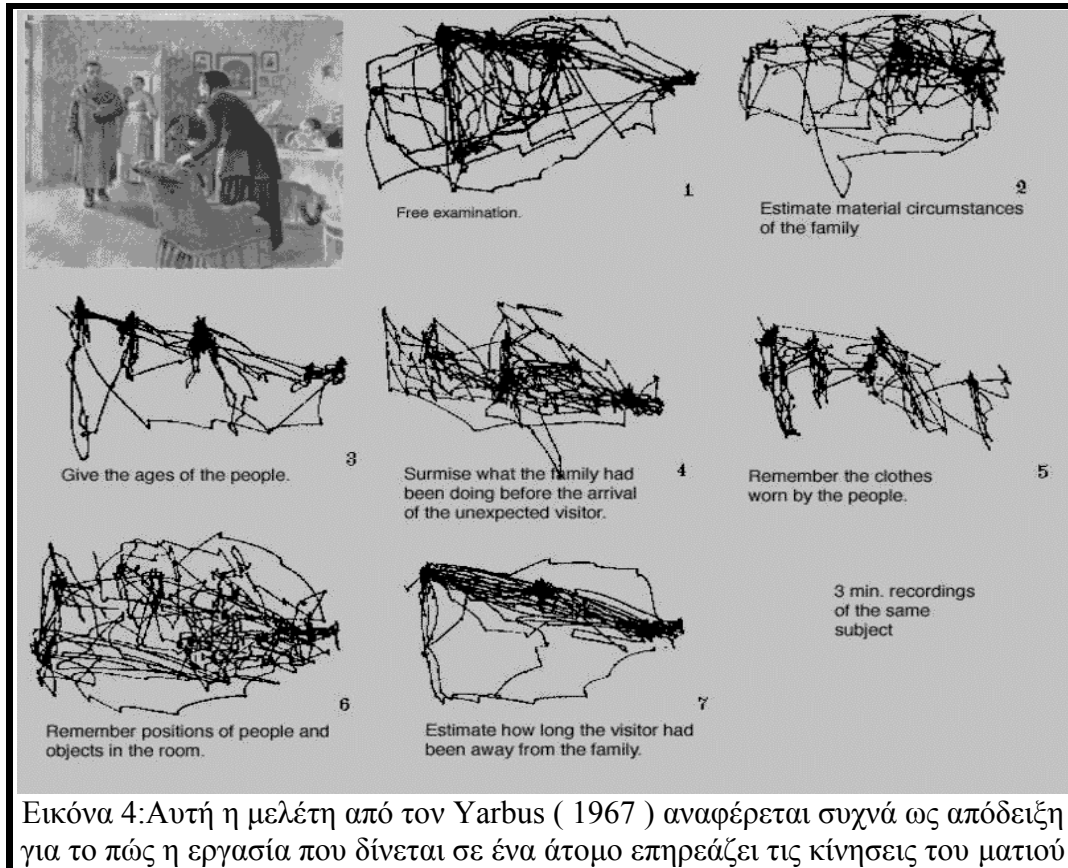 1
Free examination.
2
Estimate material circumstances
of the family
3
Give the ages of the people.
4
Surmise what the family had
been doing before the arrival
of the unexpected visitor.
5
Remember the clothes
worn by the people.
6
Remember positions of people and
objects in the room.
7
Estimate how long the visitor had
been away from the family.
3 min. recordings
of the same
subject
Εικόνα 4:Αυτή η μελέτη από τον Yarbus ( 1967 ) αναφέρεται συχνά ως απόδειξη
για το πώς η εργασία που δίνεται σε ένα άτομο επηρεάζει τις κίνησεις του ματιού